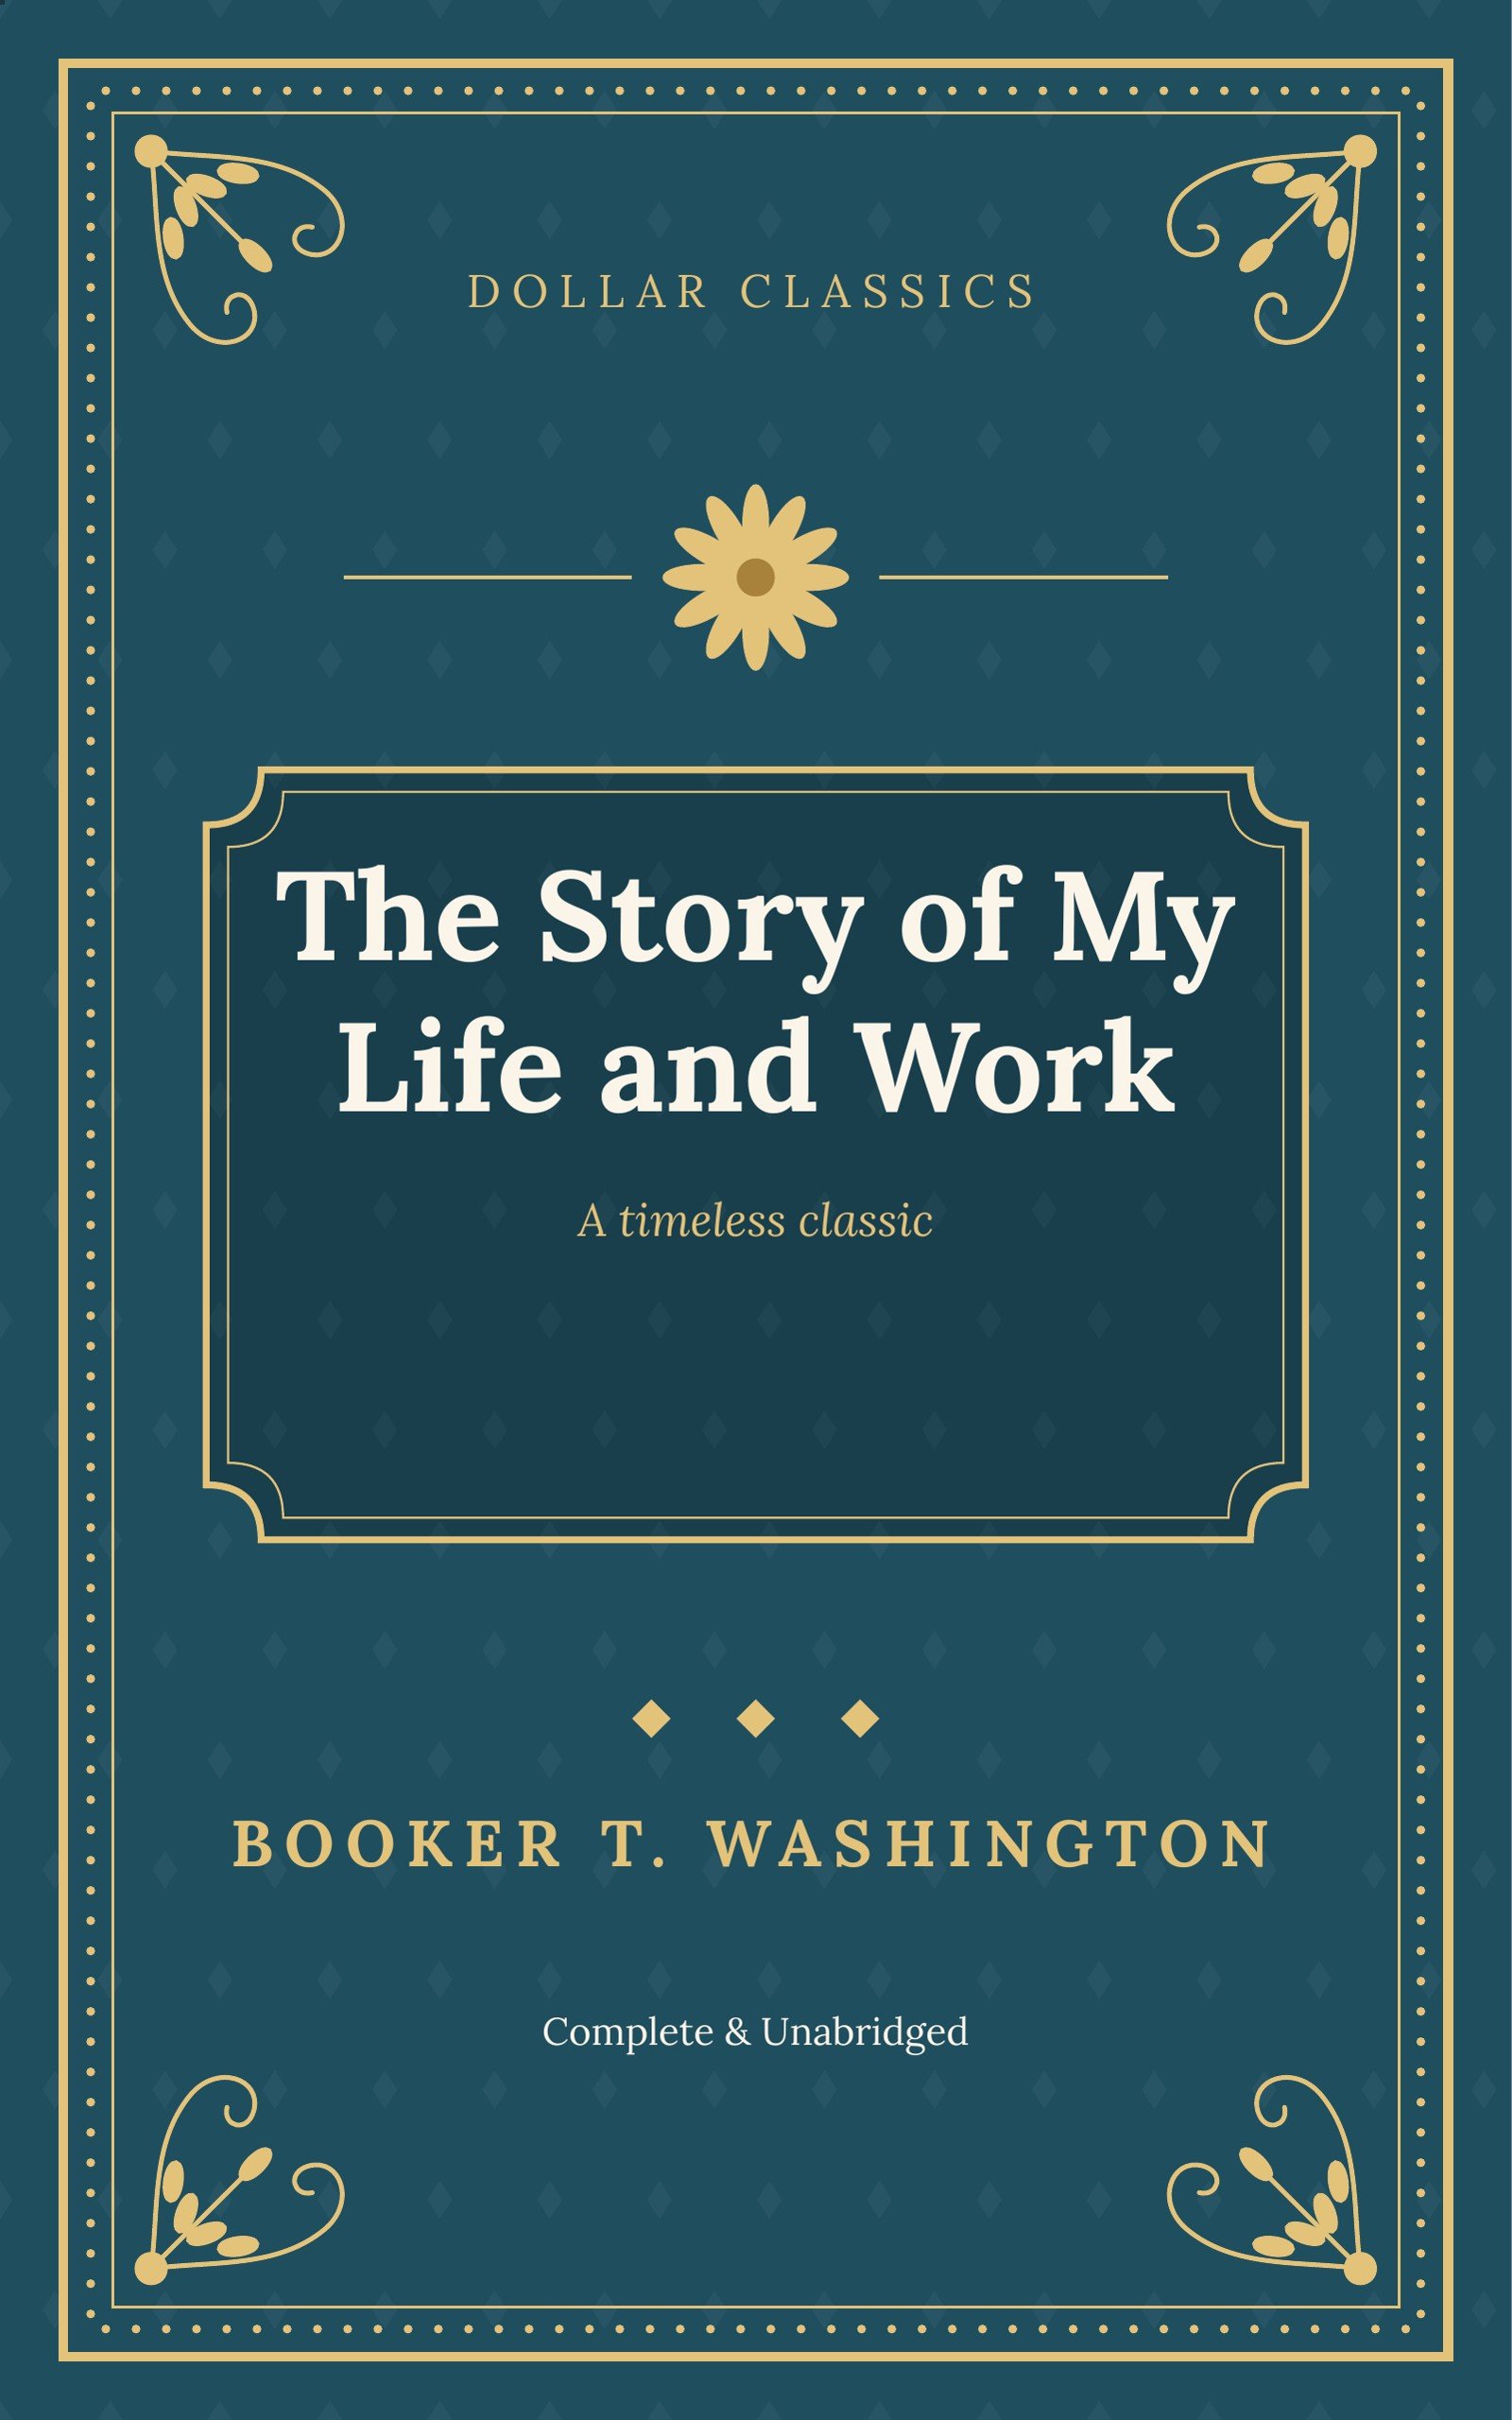 DOLLAR CLASSICS
The Story of My
Life and Work
A timeless classic
BOOKER T. WASHINGTON
Complete & Unabridged